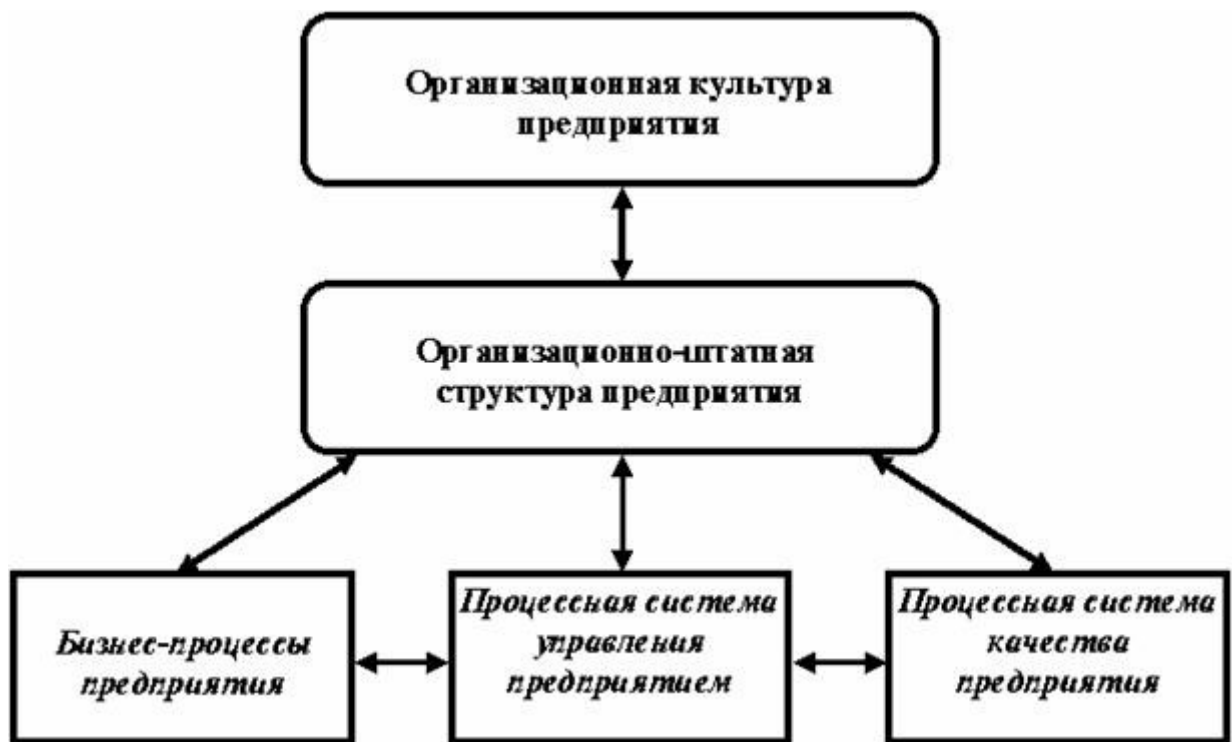 Организационная культура
предприятия
Организационно-штатная
структура предприятия
Бизнес-процессы
предприятия
Процессная система
управления
предприятием
Процессная система
качества
предприятия